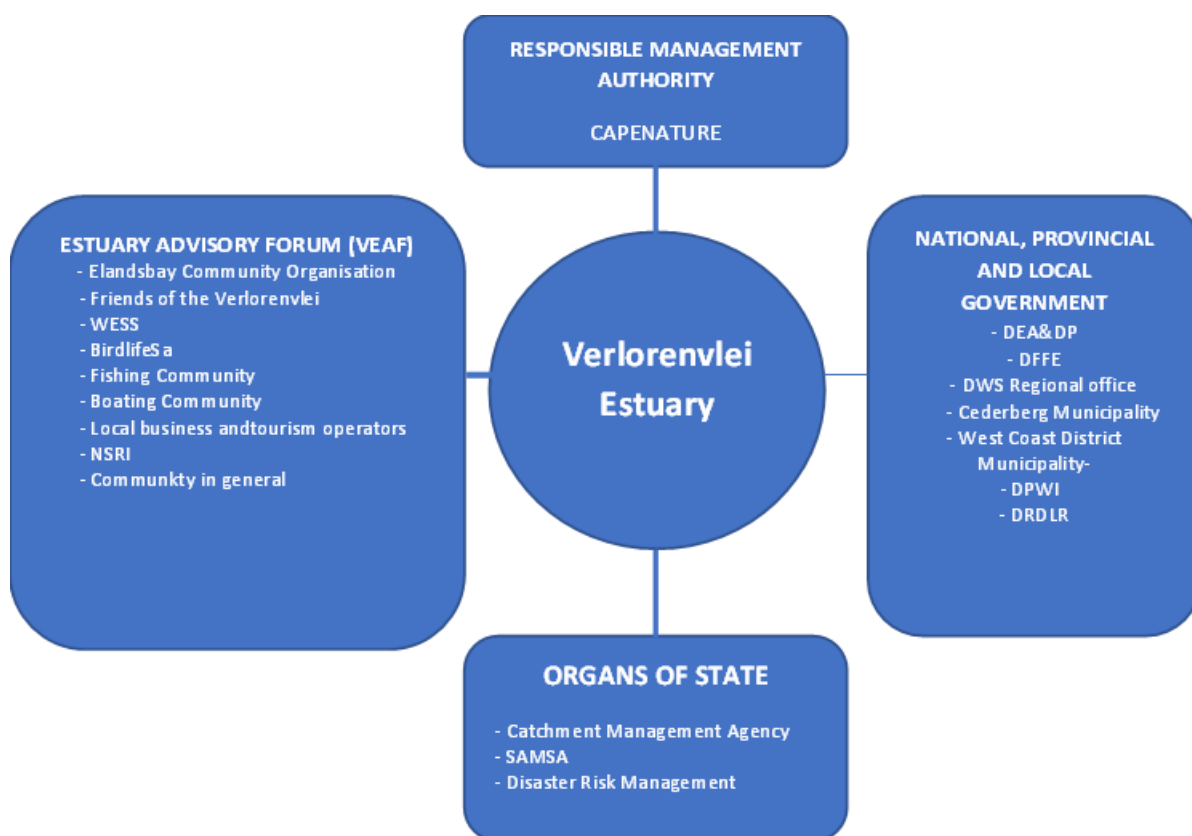 RESPONSIBLE MANAGEMENT
AUTHORITY
CAPENATURE
ESTUARY ADVISORY FORUM (VEAF)
- Elandsbay Community Organisation
- Friends of the Verlorenvlei
- WESS
- BirdlifeSa
- Fishing Community
- Boating Community
- Local business andtourism operators
- NSRI
- Communkty in general
Verlorenvlei
Estuary
NATIONAL, PROVINCIAL
AND LOCAL
GOVERNMENT
- DEA&DP
- DFFE
- DWS Regional office
- Cederberg Municipality
- West Coast District
Municipality-
- DPWI
- DRDLR
ORGANS OF STATE
- Catchment Management Agency
- SAMSA
- Disaster Risk Management